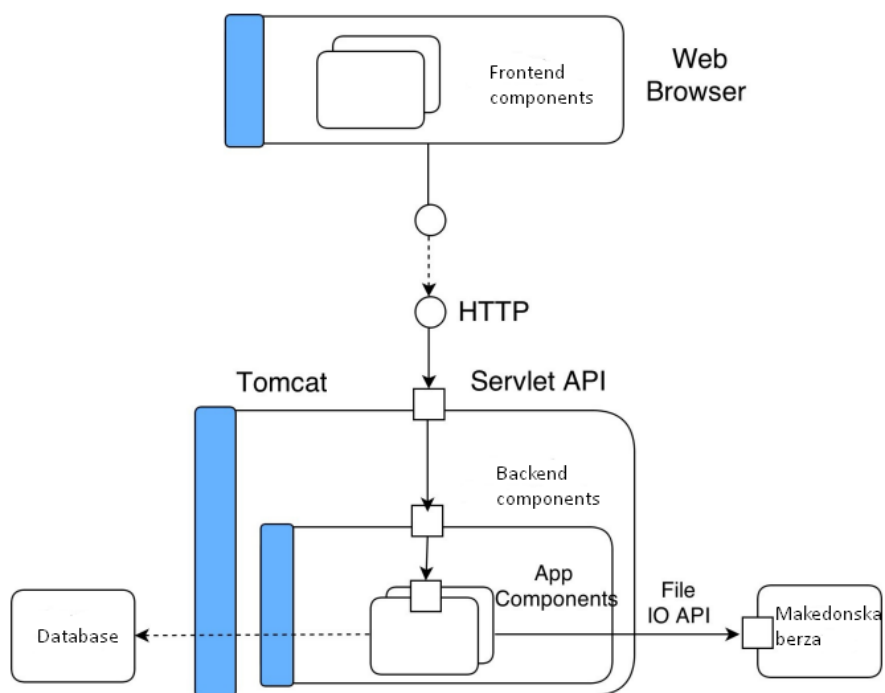 Frontend
components
Web
Browser
HTTP
Tomcat
Servlet API
Backend
components
App
Components
File
IO API
Database
Makedonska
berza